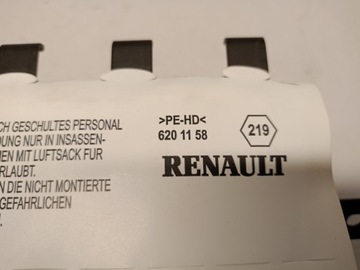 CH GESCHULTES PERSONAL
DUNG NUR IN INSASSEN-
MEN MIT LUFTSACK FUR
ERLAUBT.
N DIE NICHT MONTIERTE
GEFAHRLICHEN
.
>PE-HD<
620 11 58
219
RENAULT